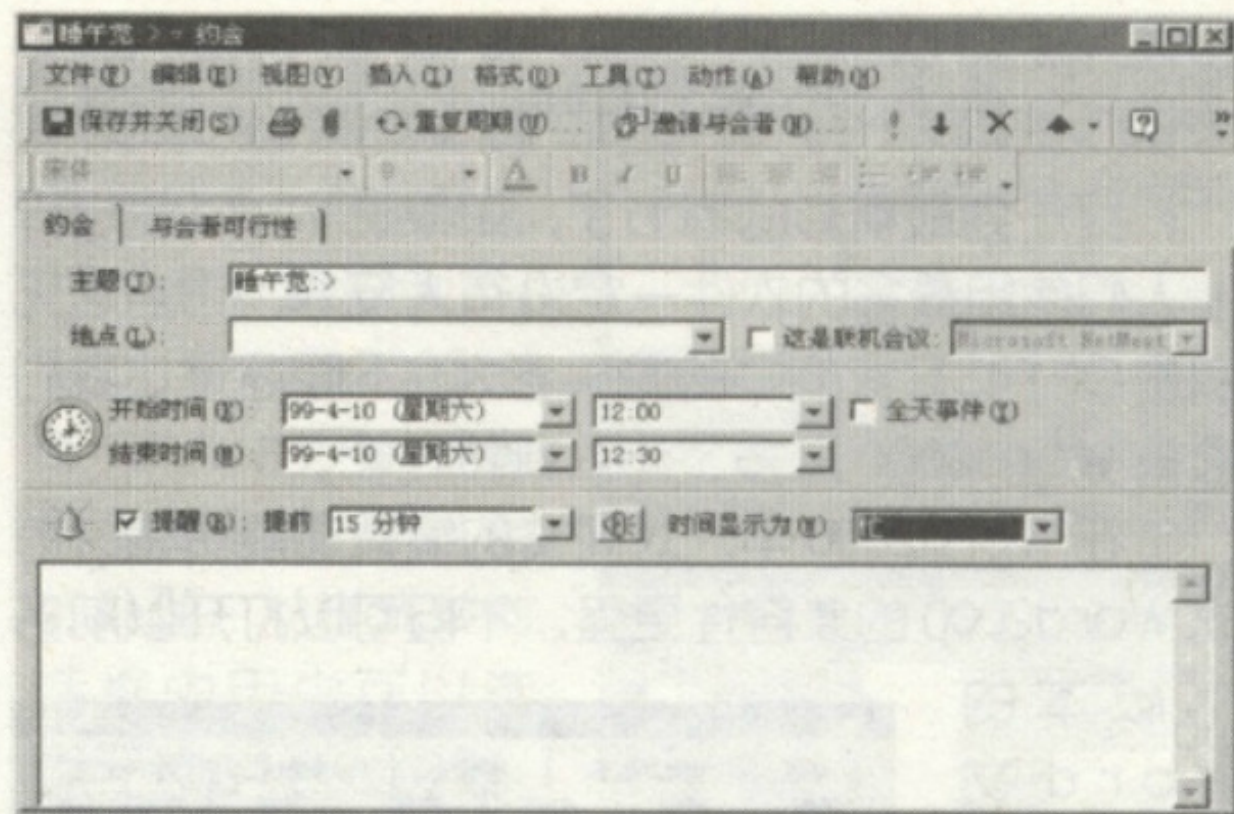 睡午觉 > - 约会
文件(F) 编辑(E) 视图(V) 插入(I) 格式(O) 工具(T) 动作(A) 帮助(H)
保存并关闭(S) 重复周期(U)... 邀请与会者(N)...
宋体 9 A B I U
约会 与会者可行性
主题(J): 睡午觉:>
地点(L): 这是联机会议: Microsoft NetMeet
开始时间(K): 99-4-10 (星期六) 12:00 全天事件(Y)
结束时间(M): 99-4-10 (星期六) 12:30
提醒(R): 提前 15 分钟 时间显示为(W)